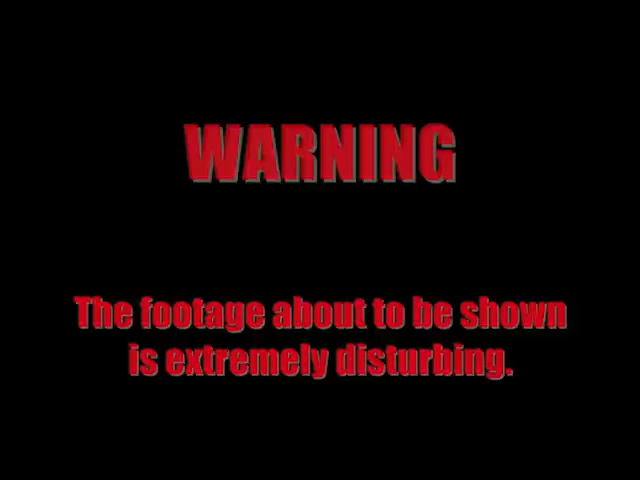 WARNING
The footage about to be shown
is extremely disturbing.